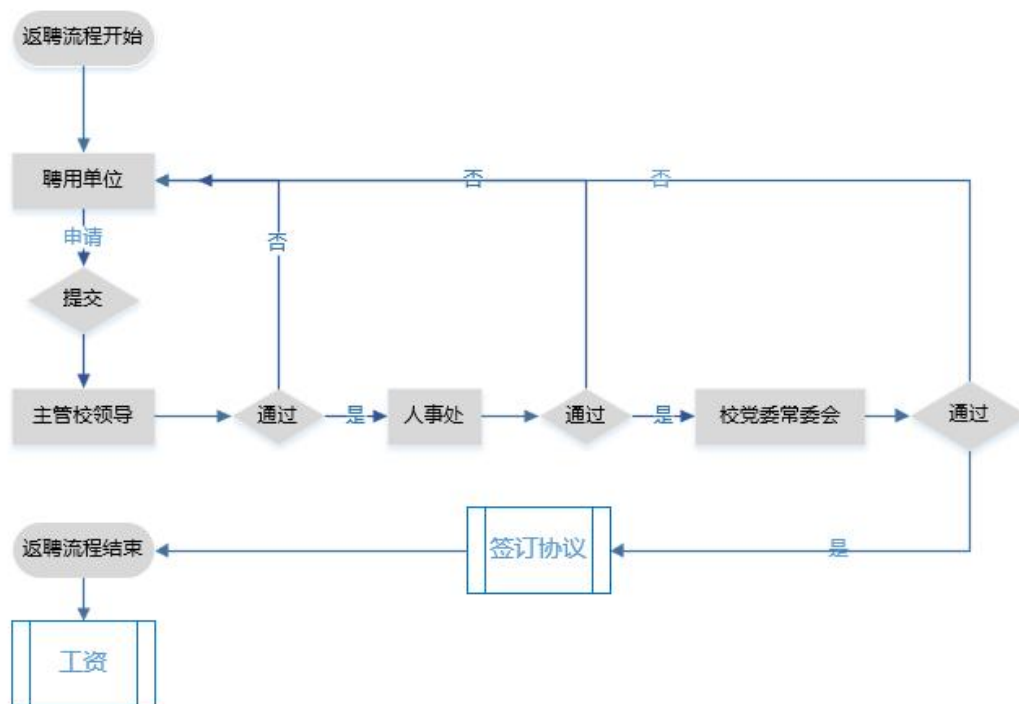 返聘流程开始
聘用单位
否
否
否
申请
提交
主管校领导
通过
是
人事处
通过
是
校党委常委会
通过
返聘流程结束
签订协议
是
工资